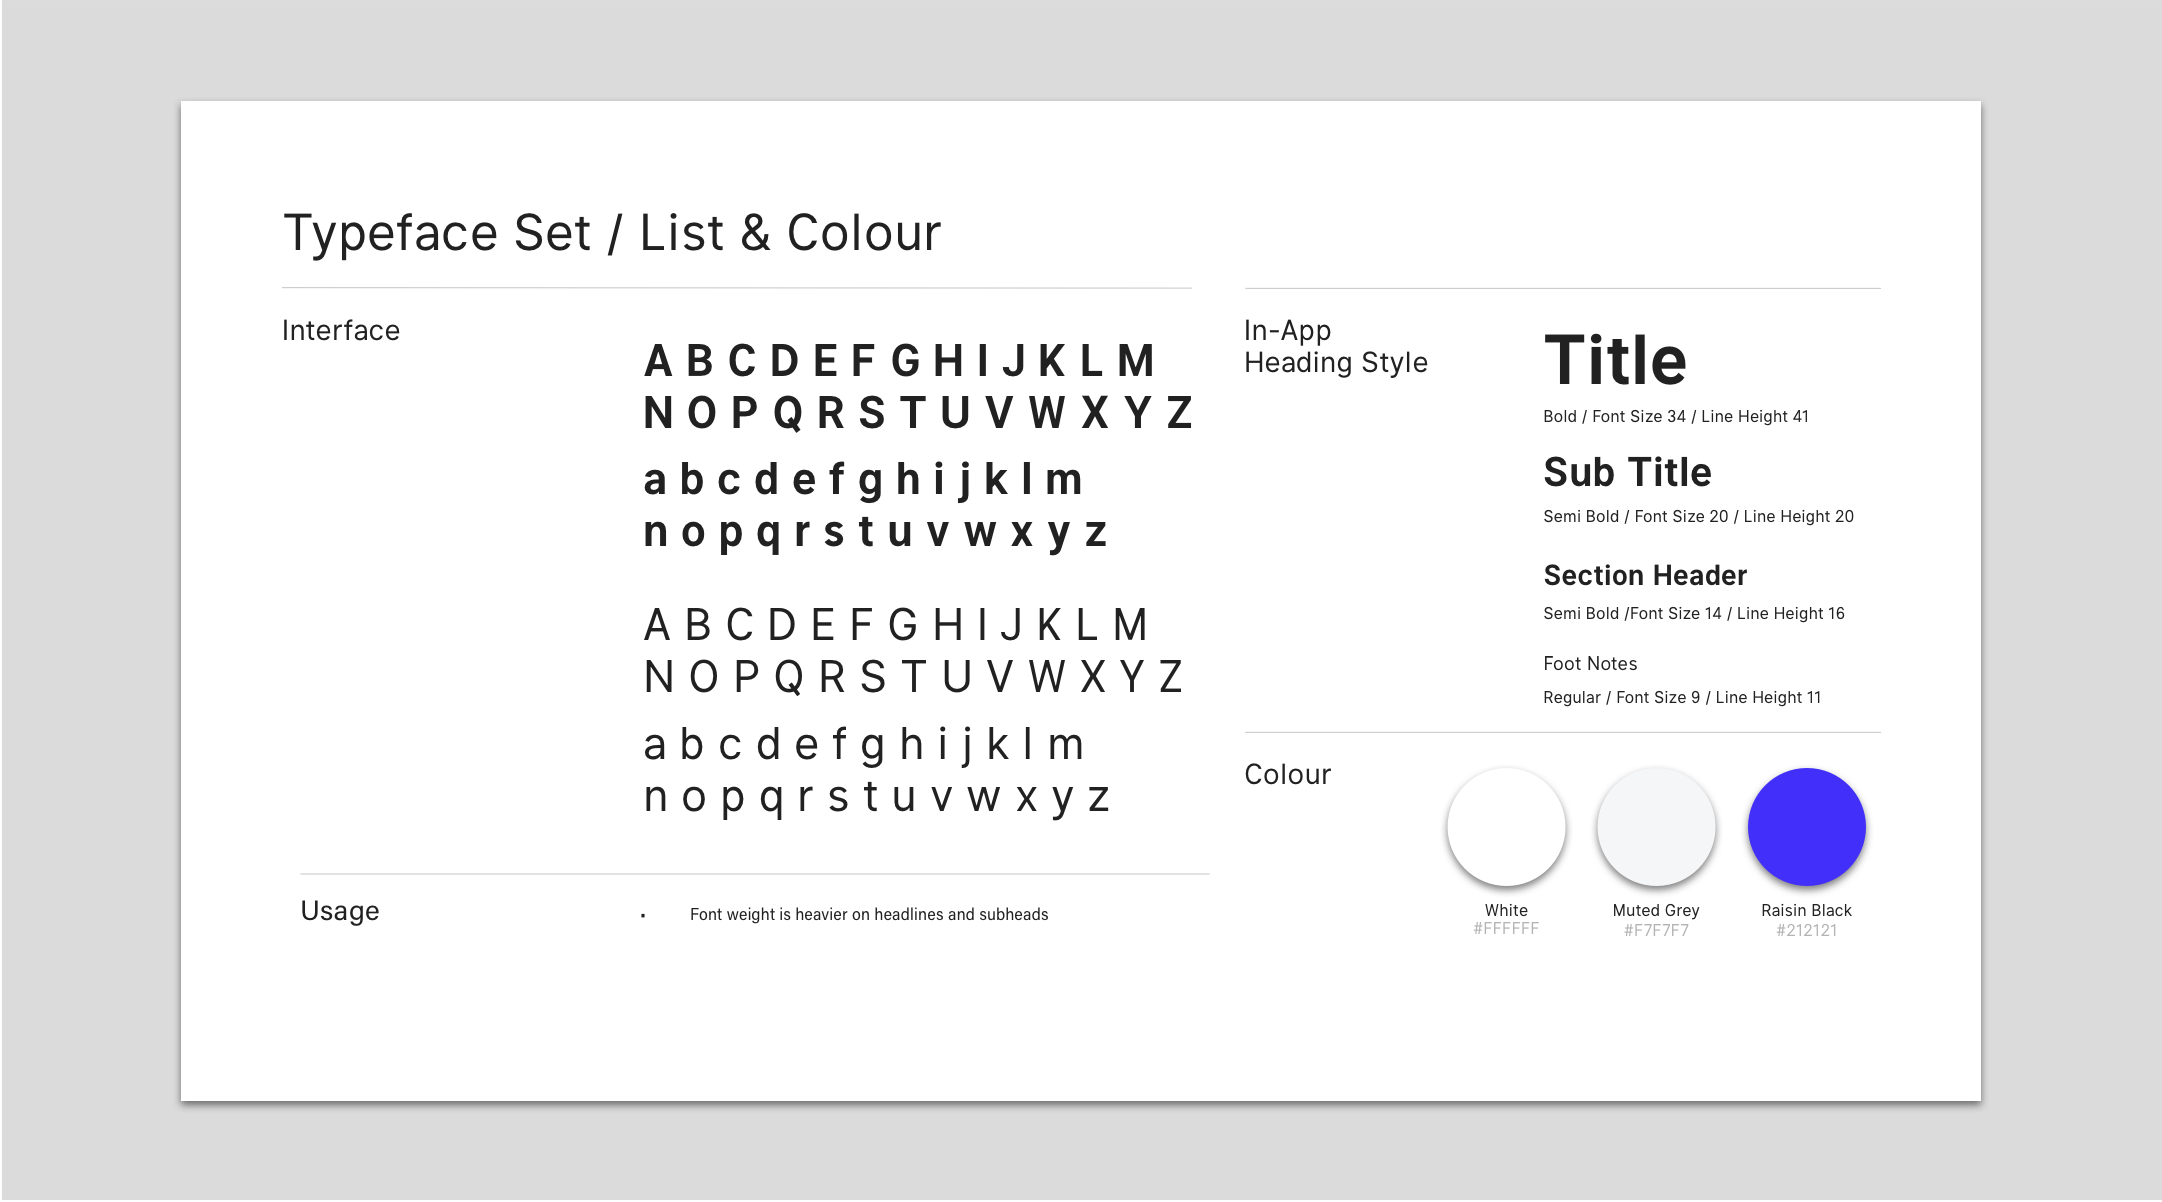 Typeface Set / List & Colour
Interface
A B C D E F G H I J K L M
N O P Q R S T U V W X Y Z
a b c d e f g h i j k l m
n o p q r s t u v w x y z
A B C D E F G H I J K L M
N O P Q R S T U V W X Y Z
a b c d e f g h i j k l m
n o p q r s t u v w x y z
Usage
▪ Font weight is heavier on headlines and subheads
In-App
Heading Style
Title
Bold / Font Size 34 / Line Height 41
Sub Title
Semi Bold / Font Size 20 / Line Height 20
Section Header
Semi Bold /Font Size 14 / Line Height 16
Foot Notes
Regular / Font Size 9 / Line Height 11
Colour
White
#FFFFFF
Muted Grey
#F7F7F7
Raisin Black
#212121